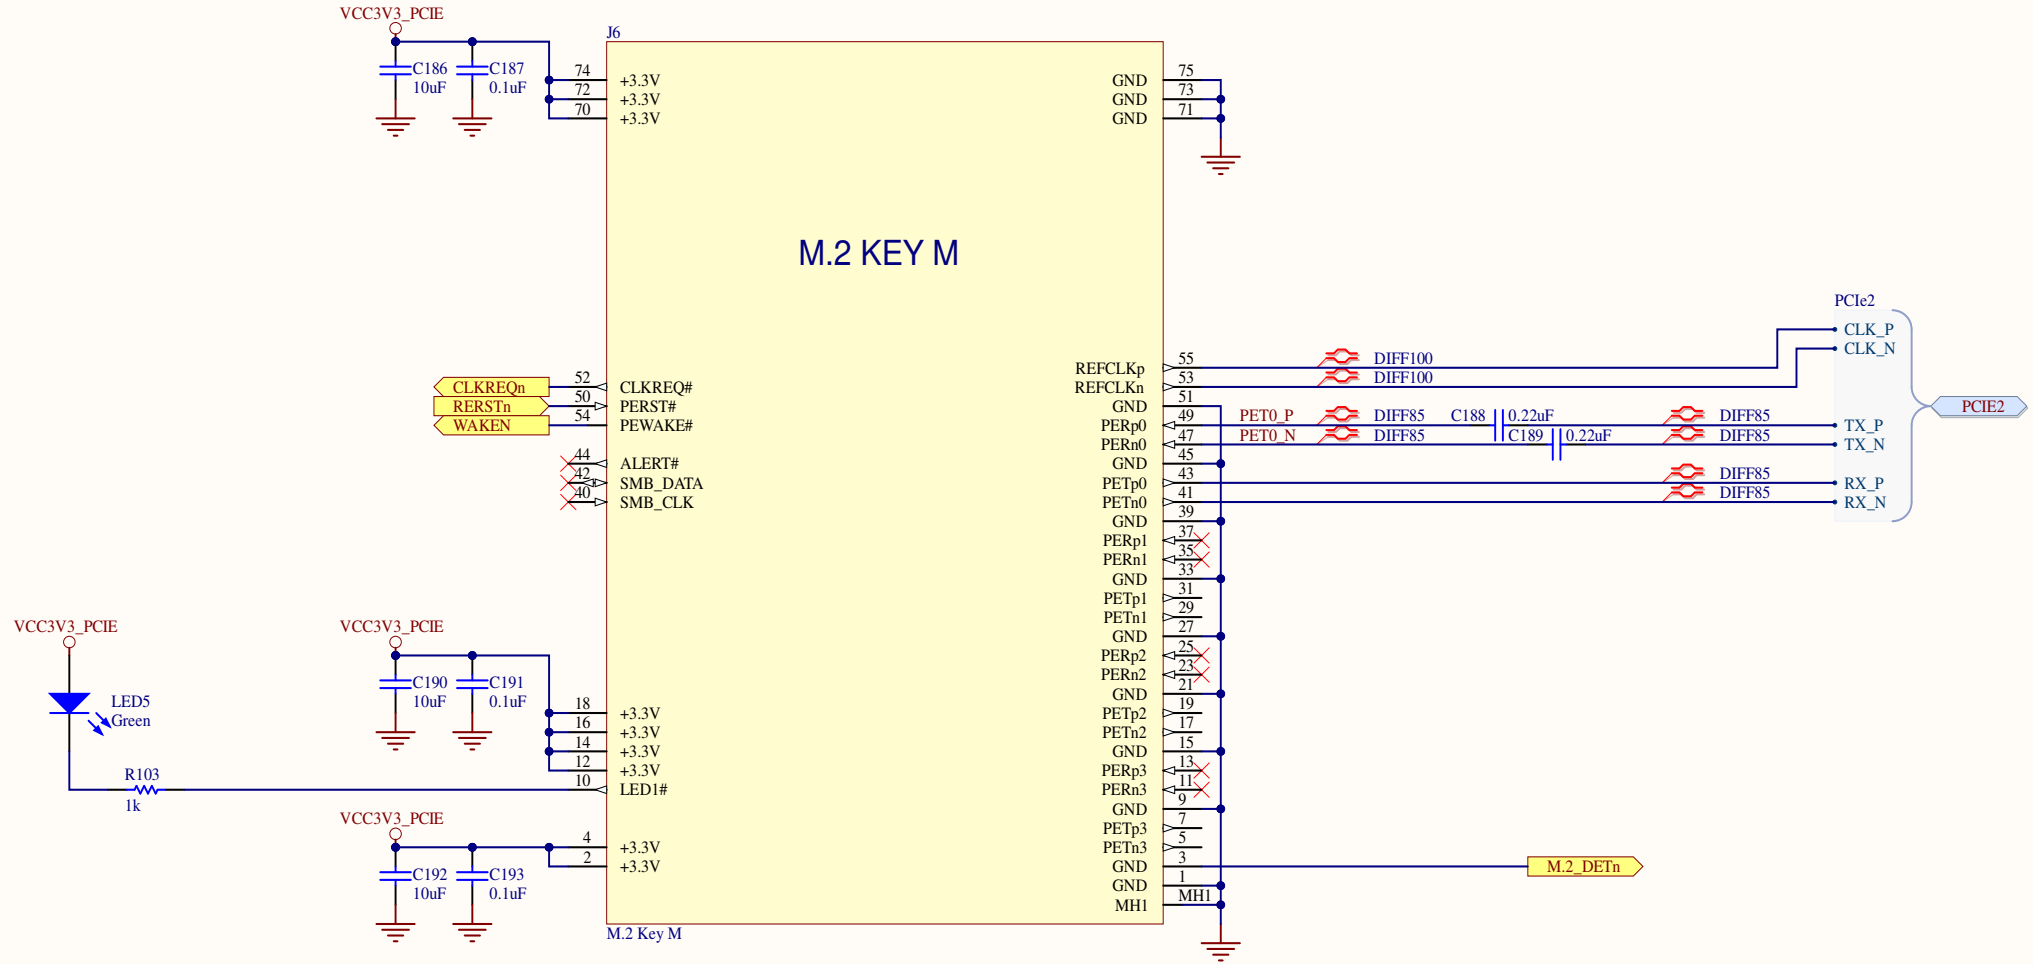 VCC3V3_PCIE
C186
10uF
C187
0.1uF
J6
74
+3.3V
72
+3.3V
70
+3.3V
M.2 KEY M
GND
75
GND
73
GND
71
CLKREQn
52
CLKREQ#
RERSTn
50
PERST#
WAKEN
54
PEWAKE#
44
ALERT#
42
SMB_DATA
40
SMB_CLK
VCC3V3_PCIE
LED5
Green
R103
1k
VCC3V3_PCIE
C190
10uF
C191
0.1uF
18
+3.3V
16
+3.3V
14
+3.3V
12
+3.3V
10
LED1#
VCC3V3_PCIE
C192
10uF
C193
0.1uF
4
+3.3V
2
+3.3V
M.2 Key M
REFCLKp
55
DIFF100
REFCLKn
53
DIFF100
GND
51
PERp0
49
PET0_P
DIFF85
C188
0.22uF
DIFF85
PERn0
47
PET0_N
DIFF85
C189
0.22uF
DIFF85
GND
45
PETp0
43
DIFF85
PETn0
41
DIFF85
GND
39
PERp1
37
PERn1
35
GND
33
PETp1
31
PETn1
29
GND
27
PERp2
25
PERn2
23
GND
21
PETp2
19
PETn2
17
GND
15
PERp3
13
PERn3
11
GND
9
PETp3
7
PETn3
5
GND
3
M.2_DETn
GND
1
MH1
MH1
PCIe2
CLK_P
CLK_N
TX_P
TX_N
RX_P
RX_N
PCIE2